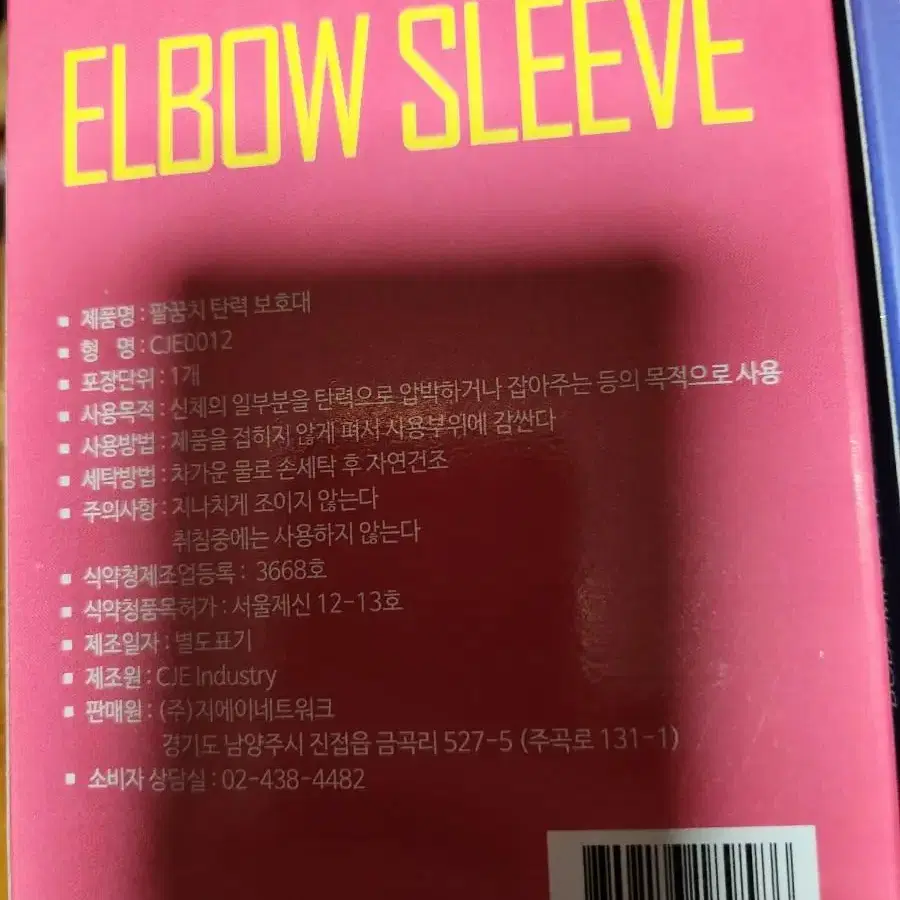 ELBOW SLEEVE
▪ 제품명 : 팔꿈치 탄력 보호대
▪ 형 명 : CJE0012
▪ 포장단위 : 1개
▪ 사용목적 : 신체의 일부분을 탄력으로 압박하거나 잡아주는 등의 목적으로 사용
▪ 사용방법 : 제품을 접히지 않게 펴서 사용부위에 감싼다
▪ 세탁방법 : 차가운 물로 손세탁 후 자연건조
▪ 주의사항 : 지나치게 조이지 않는다
취침중에는 사용하지 않는다
▪ 식약청제조업등록 : 3668호
▪ 식약청품목허가 : 서울제신 12-13호
▪ 제조일자 : 별도표기
▪ 제조원 : CJE Industry
▪ 판매원 : (주)지에이네트워크
경기도 남양주시 진접읍 금곡리 527-5 (주곡로 131-1)
▪ 소비자 상담실 : 02-438-4482